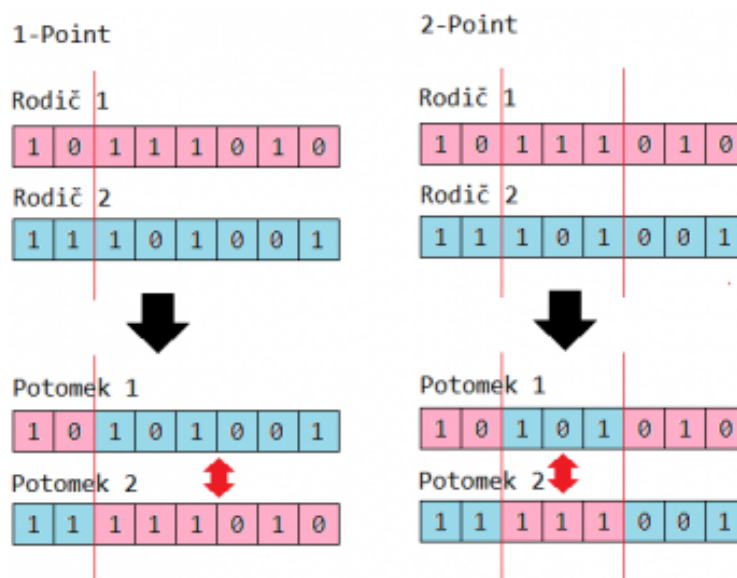 1-Point
Rodič 1
1 0 1 1 1 0 1 0
Rodič 2
1 1 1 0 1 0 0 1
Potomek 1
1 0 1 0 1 0 0 1
Potomek 2
1 1 1 1 1 0 1 0
2-Point
Rodič 1
1 0 1 1 1 0 1 0
Rodič 2
1 1 1 0 1 0 0 1
Potomek 1
1 0 1 0 1 0 1 0
Potomek 2
1 1 1 1 1 0 0 1